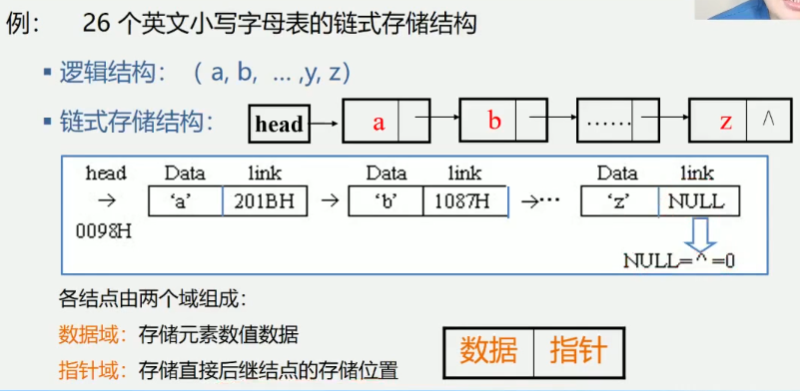 例： 26 个英文小写字母表的链式存储结构
▪ 逻辑结构： ( a, b, … ,y, z)
▪ 链式存储结构： head a b …… z ^
head Data link Data link Data link
→ ‘a’ 201BH → ‘b’ 1087H →… ‘z’ NULL
0098H
NULL=^=0
各结点由两个域组成：
数据域：存储元素数值数据
指针域：存储直接后继结点的存储位置
数据 指针